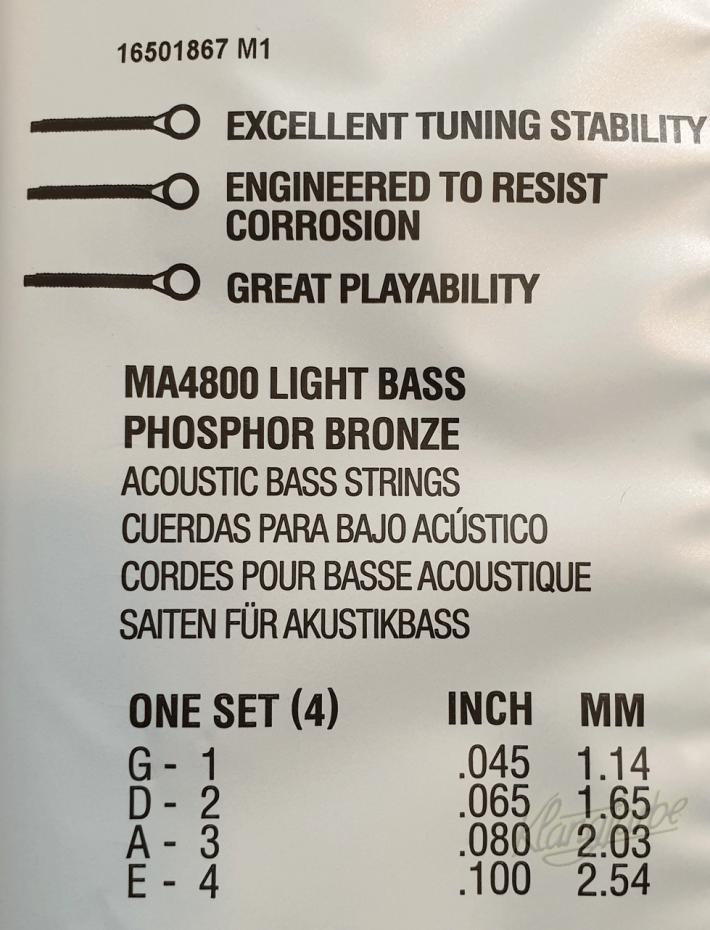 16501867 M1
EXCELLENT TUNING STABILITY
ENGINEERED TO RESIST
CORROSION
GREAT PLAYABILITY
MA4800 LIGHT BASS
PHOSPHOR BRONZE
ACOUSTIC BASS STRINGS
CUERDAS PARA BAJO ACÚSTICO
CORDES POUR BASSE ACOUSTIQUE
SAITEN FÜR AKUSTIKBASS
ONE SET (4) INCH MM
G - 1 .045 1.14
D - 2 .065 1.65
A - 3 .080 2.03
E - 4 .100 2.54